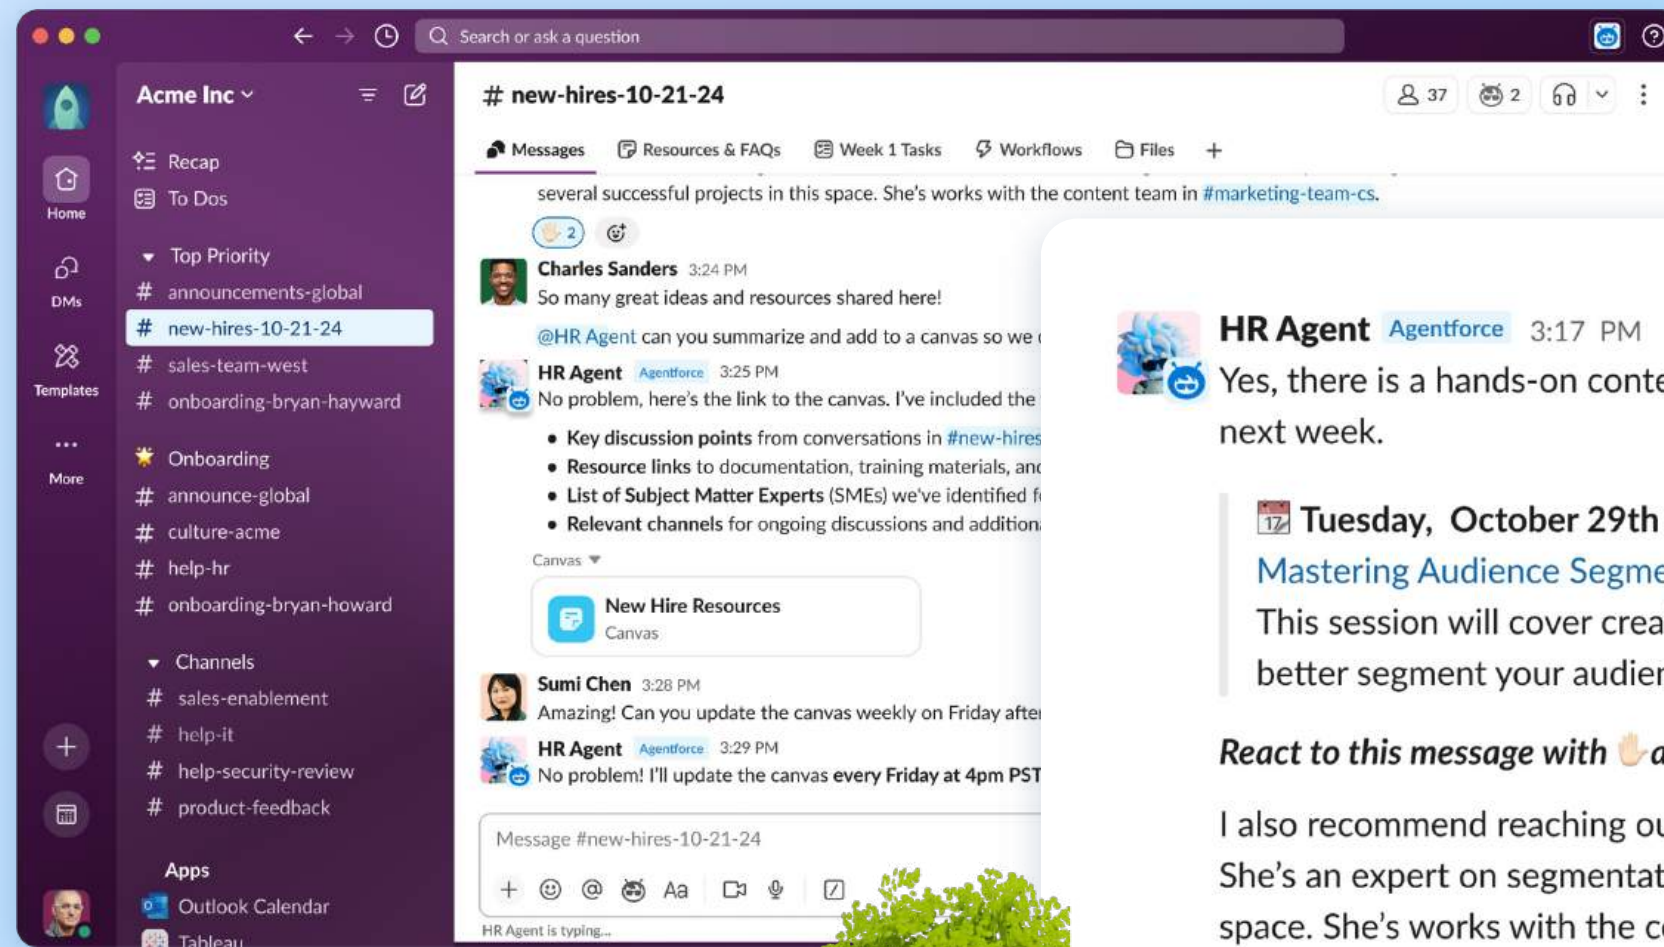 Search or ask a question
Acme Inc
Home
DMs
Templates
More
Recap
To Dos
Top Priority
# announcements-global
# new-hires-10-21-24
# sales-team-west
# onboarding-bryan-hayward
Onboarding
# announce-global
# culture-acme
# help-hr
# onboarding-bryan-howard
Channels
# sales-enablement
# help-it
# help-security-review
# product-feedback
Apps
Outlook Calendar
Tableau
# new-hires-10-21-24
37
2
Messages
Resources & FAQs
Week 1 Tasks
Workflows
Files
several successful projects in this space. She's works with the content team in #marketing-team-cs.
2
Charles Sanders 3:24 PM
So many great ideas and resources shared here!
@HR Agent can you summarize and add to a canvas so we
HR Agent Agentforce 3:25 PM
No problem, here's the link to the canvas. I've included the
• Key discussion points from conversations in #new-hires
• Resource links to documentation, training materials, and
• List of Subject Matter Experts (SMEs) we've identified
• Relevant channels for ongoing discussions and addition
Canvas
New Hire Resources
Canvas
Sumi Chen 3:28 PM
Amazing! Can you update the canvas weekly on Friday after
HR Agent Agentforce 3:29 PM
No problem! I'll update the canvas every Friday at 4pm PST
Message #new-hires-10-21-24
Aa
HR Agent is typing...
HR Agent Agentforce 3:17 PM
Yes, there is a hands-on conte
next week.
17 Tuesday, October 29th
Mastering Audience Segme
This session will cover crea
better segment your audien
React to this message with a
I also recommend reaching ou
She's an expert on segmentat
space. She's works with the co